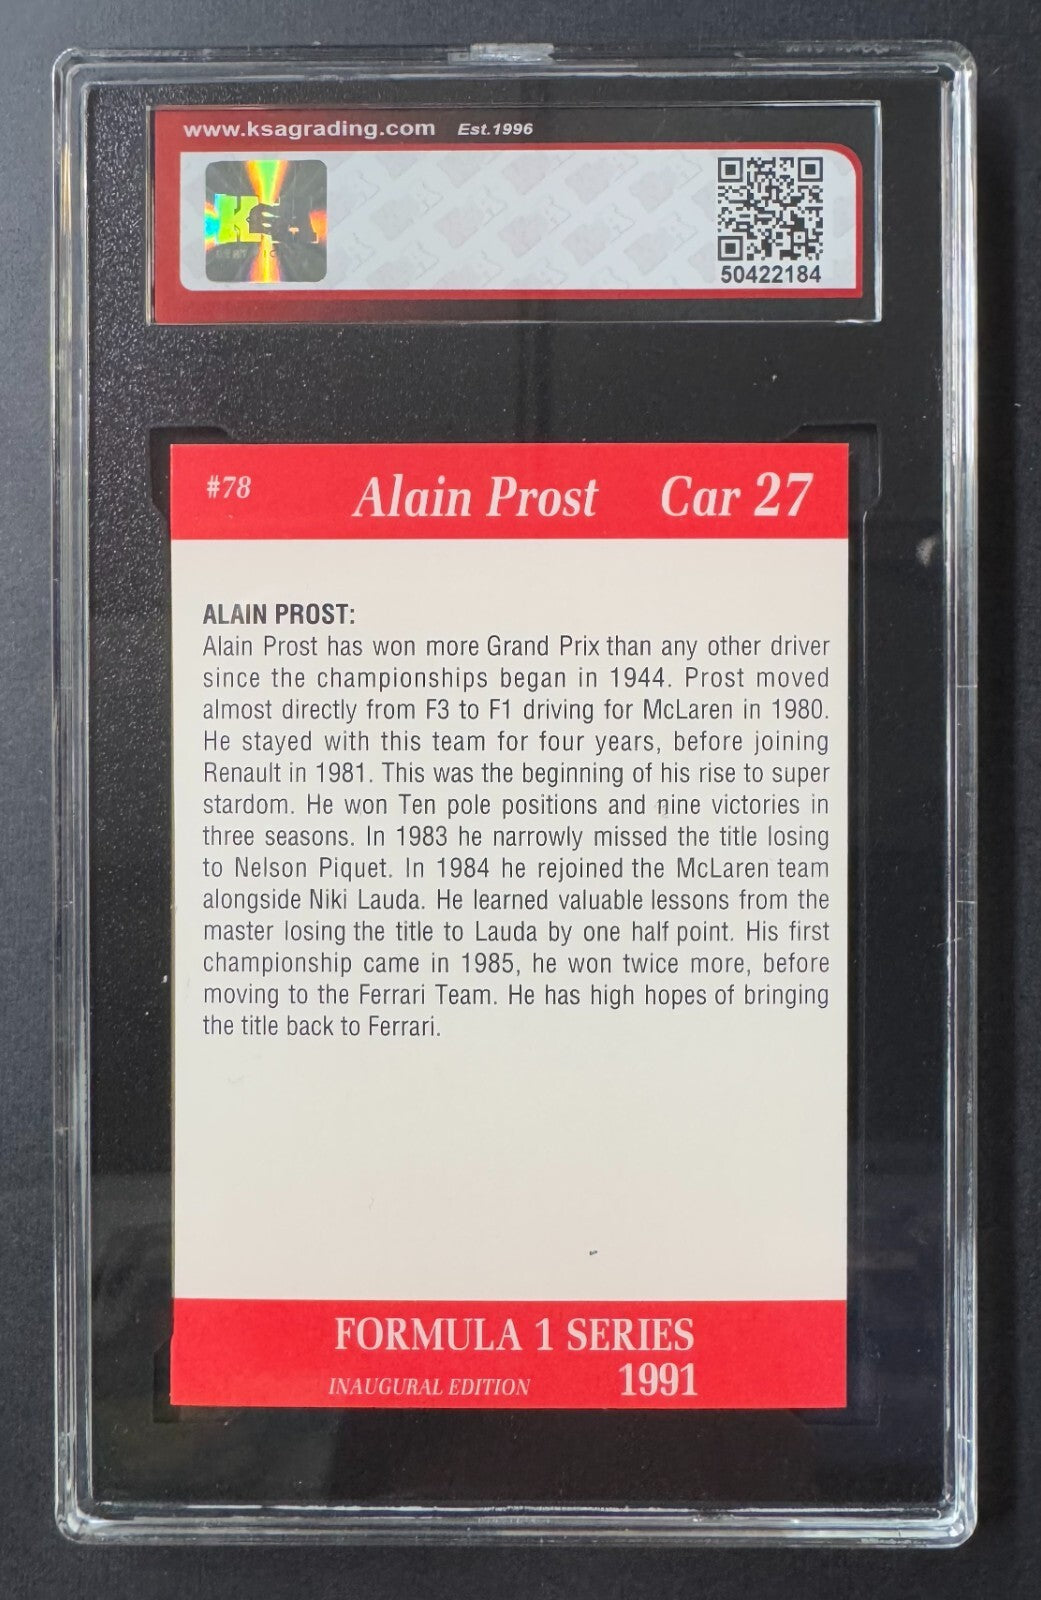 www.ksagrading.com Est.1996
50422184
#78 Alain Prost Car 27
ALAIN PROST:
Alain Prost has won more Grand Prix than any other driver
since the championships began in 1944. Prost moved
almost directly from F3 to F1 driving for McLaren in 1980.
He stayed with this team for four years, before joining
Renault in 1981. This was the beginning of his rise to super
stardom. He won Ten pole positions and nine victories in
three seasons. In 1983 he narrowly missed the title losing
to Nelson Piquet. In 1984 he rejoined the McLaren team
alongside Niki Lauda. He learned valuable lessons from the
master losing the title to Lauda by one half point. His first
championship came in 1985, he won twice more, before
moving to the Ferrari Team. He has high hopes of bringing
the title back to Ferrari.
FORMULA 1 SERIES
INAUGURAL EDITION 1991